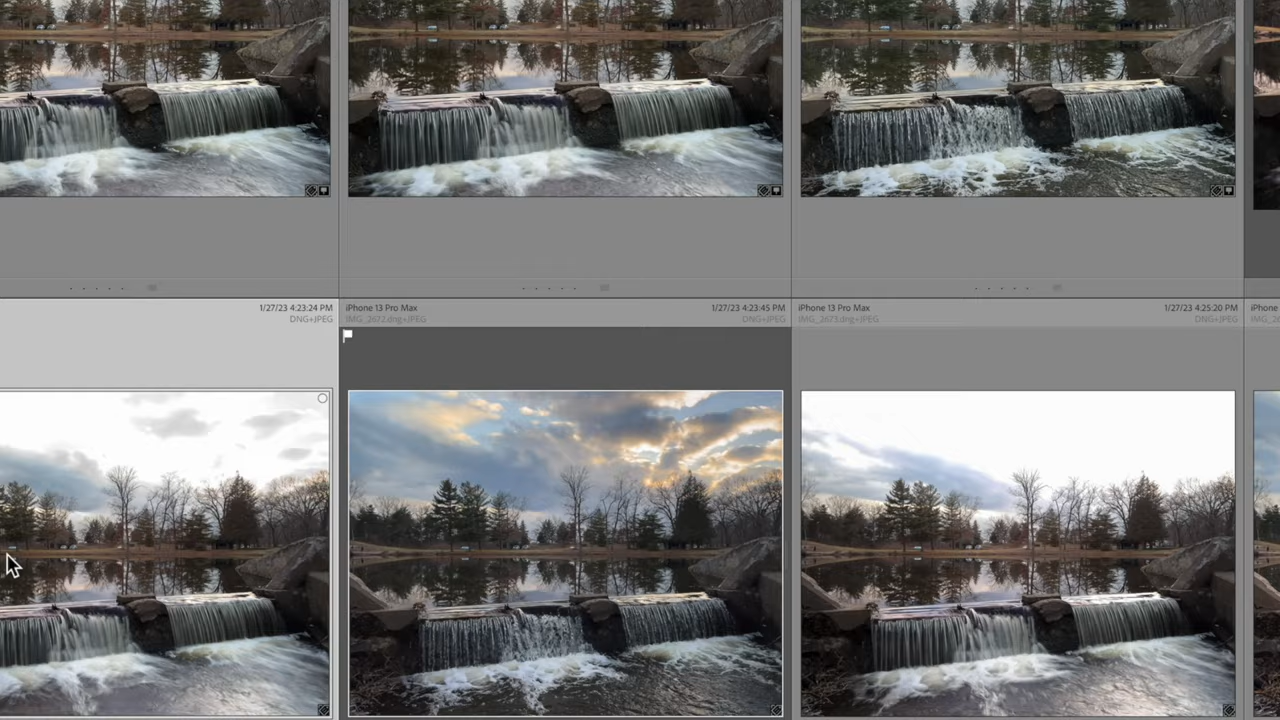 1/27/23 4:23:24 PM
DNG+JPEG
iPhone 13 Pro Max 1/27/23 4:23:45 PM
IMG_2672.dng+JPEG DNG+JPEG
iPhone 13 Pro Max 1/27/23 4:25:20 PM
IMG_2673.dng+JPEG DNG+JPEG
iPhone